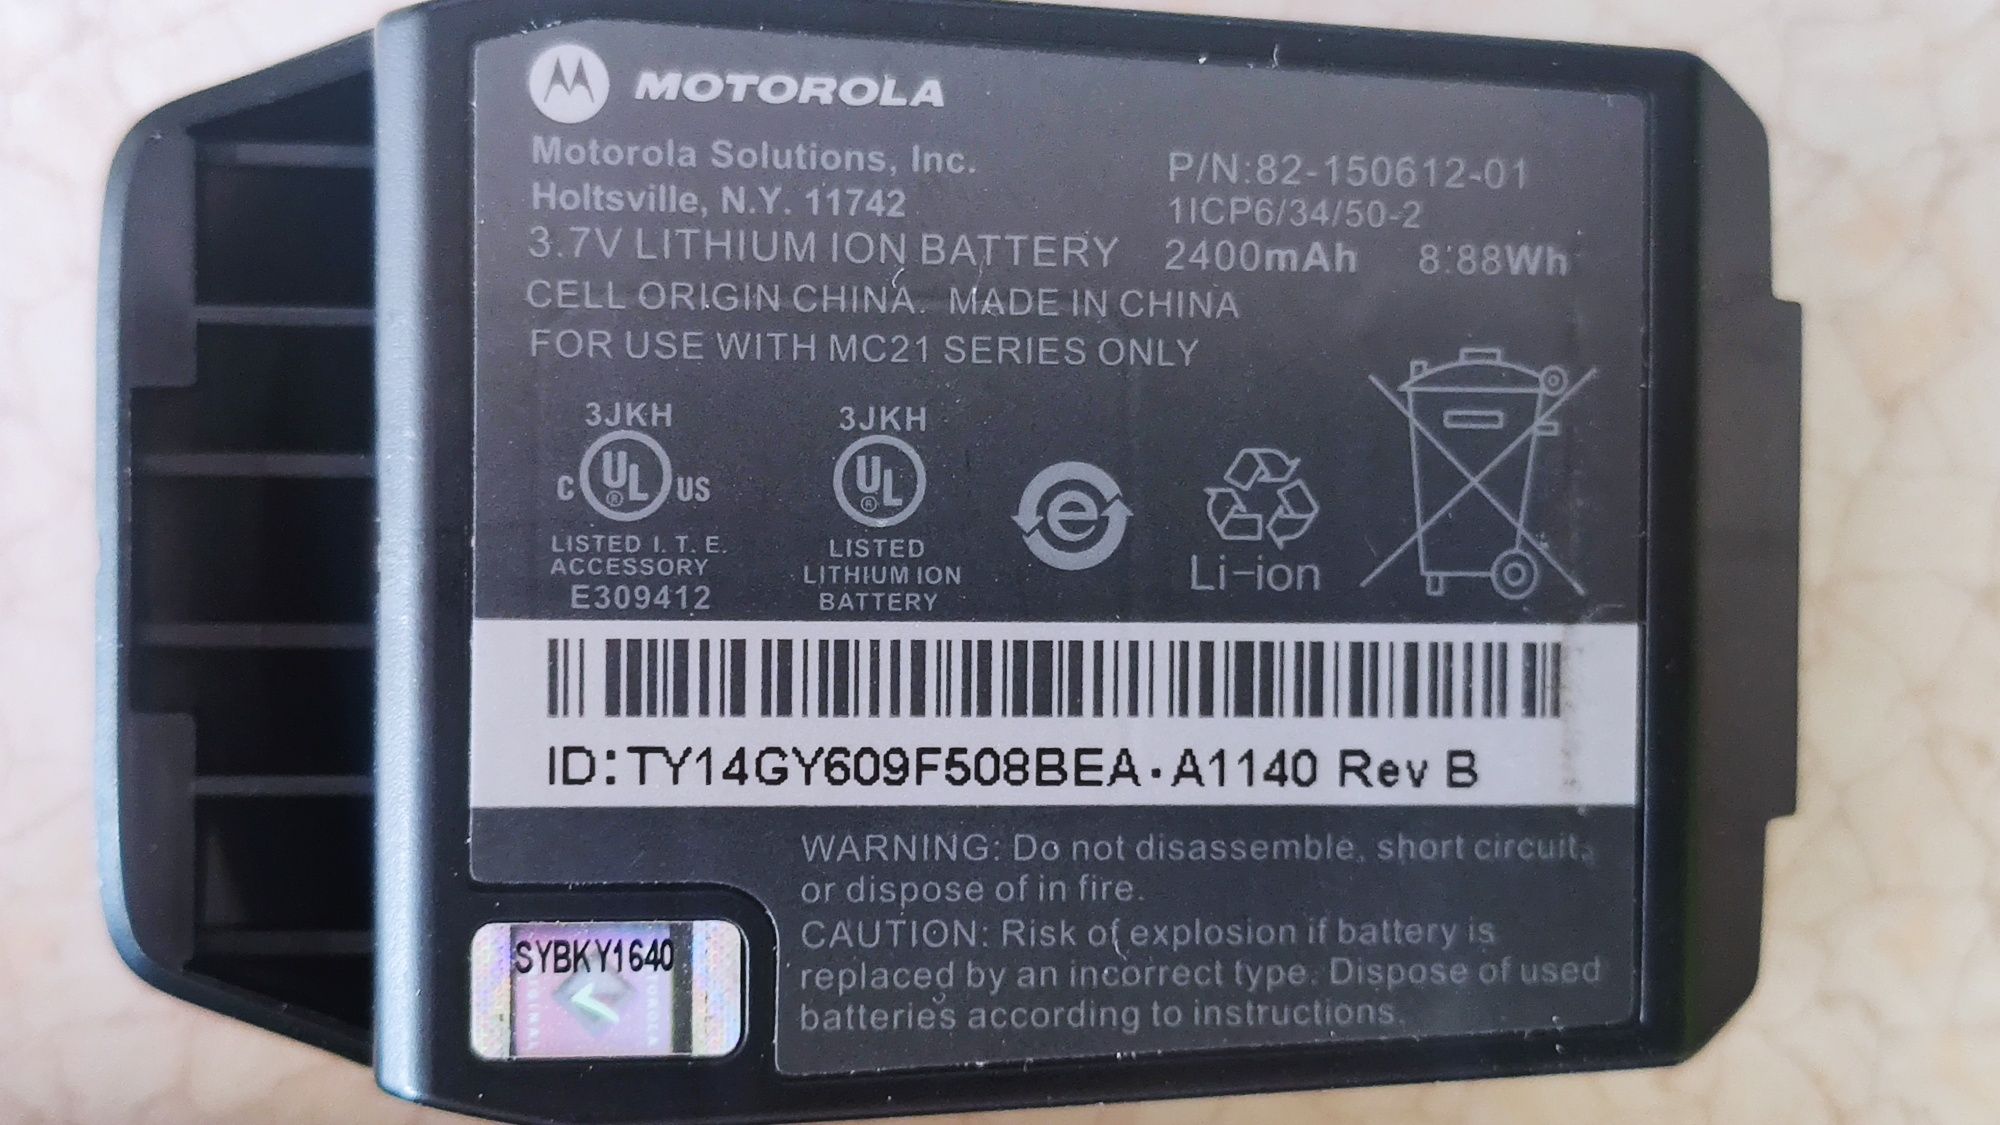 MOTOROLA
Motorola Solutions, Inc.
Holtsville, N.Y. 11742
3.7V LITHIUM ION BATTERY
CELL ORIGIN CHINA. MADE IN CHINA
FOR USE WITH MC21 SERIES ONLY
P/N:82-150612-01
1ICP6/34/50-2
2400mAh 8.88Wh
3JKH
C UL US
®
LISTED I. T. E.
ACCESSORY
E309412
3JKH
UL
®
LISTED
LITHIUM ION
BATTERY
e
Li-ion
ID:TY14GY609F508BEA·A1140 Rev B
WARNING: Do not disassemble, short circuit,
or dispose of in fire.
CAUTION: Risk of explosion if battery is
replaced by an incorrect type. Dispose of used
batteries according to instructions.
SYBKY1640